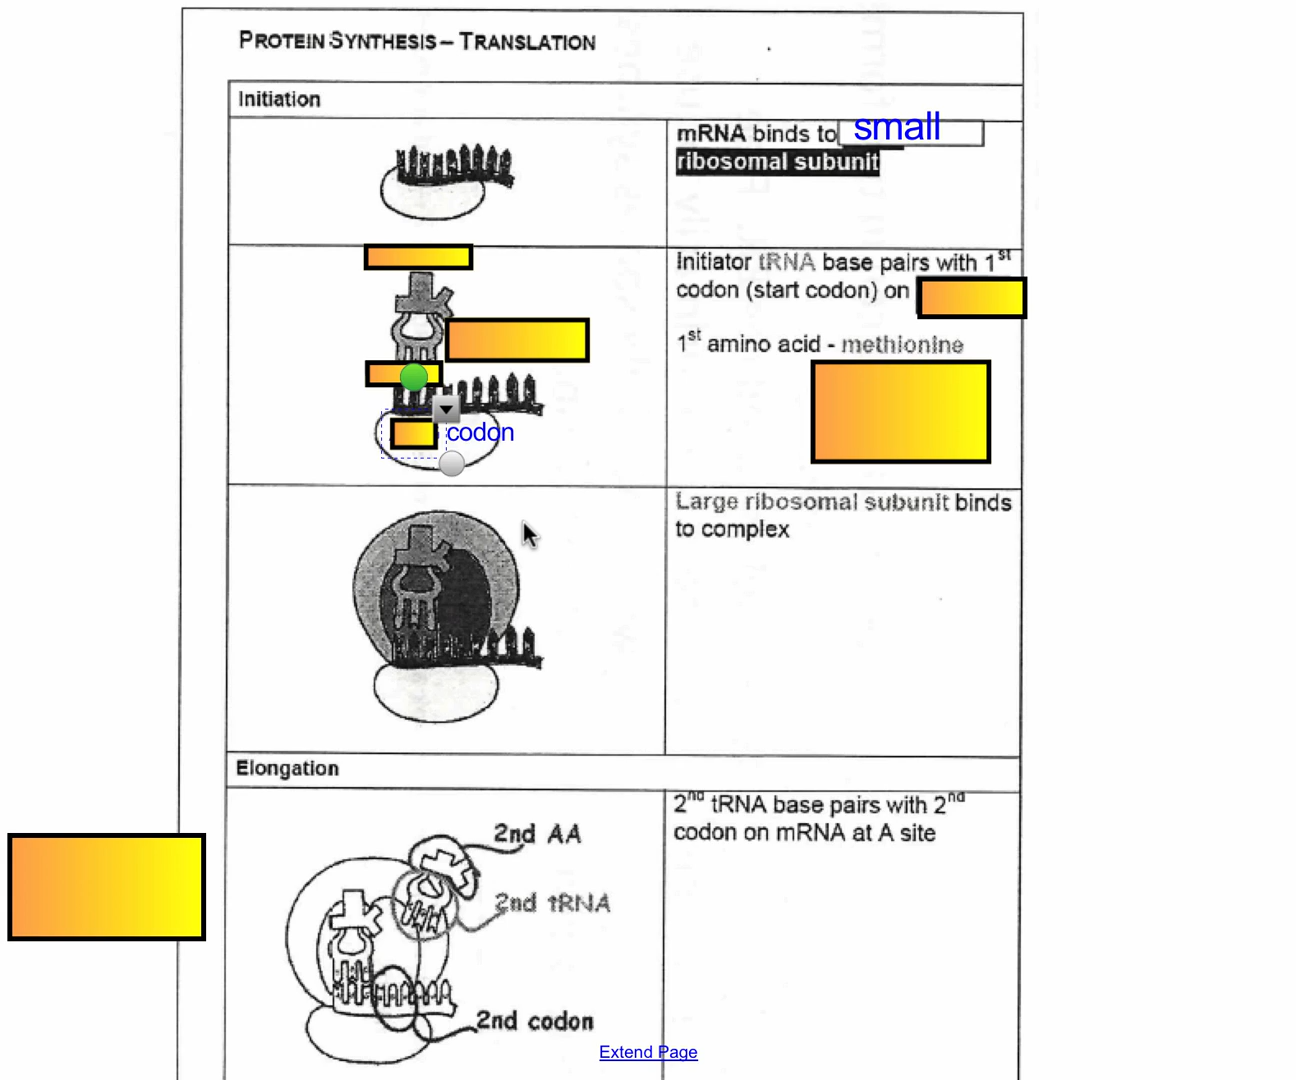 PROTEIN SYNTHESIS – TRANSLATION
Initiation
mRNA binds to small
ribosomal subunit
Initiator tRNA base pairs with 1st
codon (start codon) on
1st amino acid - methionine
codon
Large ribosomal subunit binds
to complex
Elongation
2nd tRNA base pairs with 2nd
codon on mRNA at A site
2nd AA
2nd tRNA
2nd codon
Extend Page